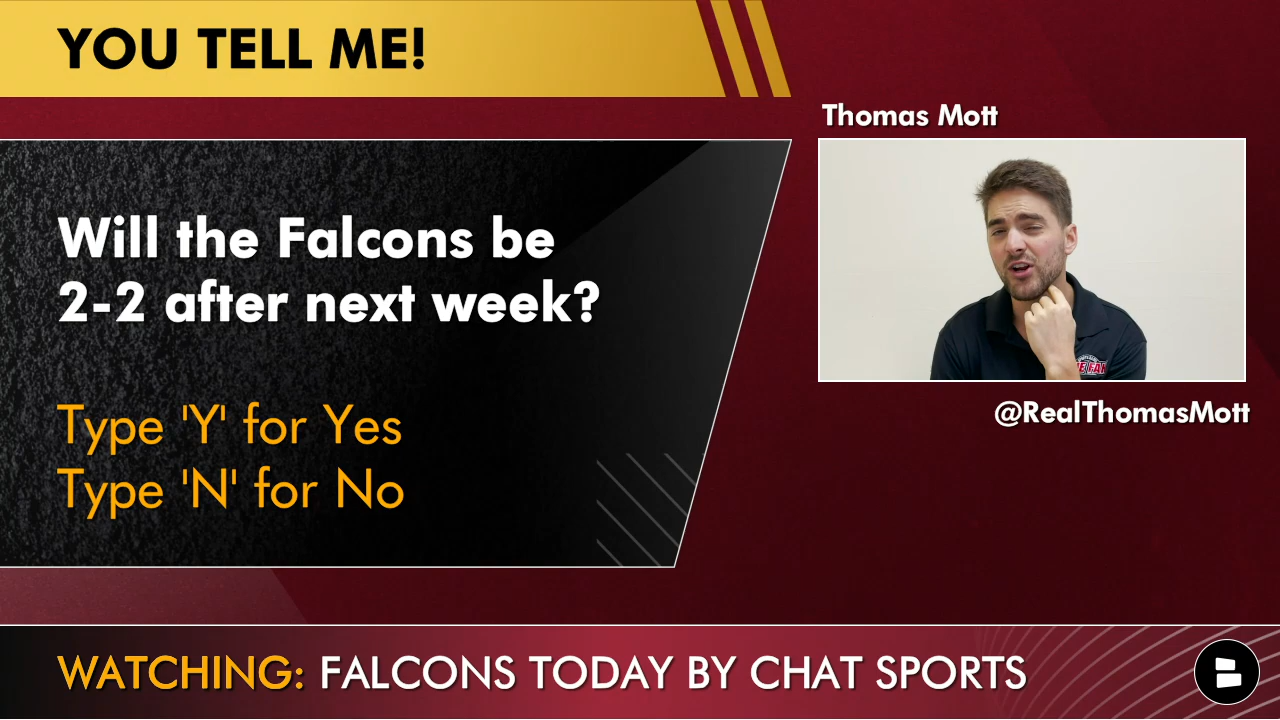 YOU TELL ME!
Thomas Mott
Will the Falcons be
2-2 after next week?
Type 'Y' for Yes
Type 'N' for No
@RealThomasMott
WATCHING: FALCONS TODAY BY CHAT SPORTS